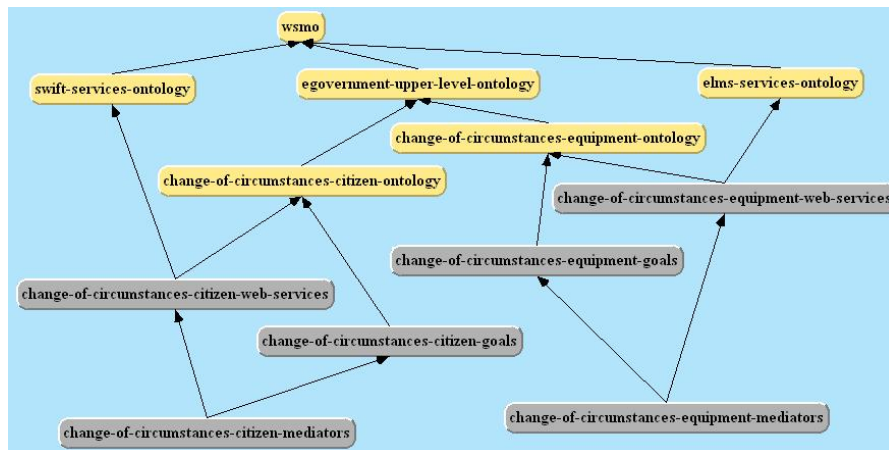 wsmo
swift-services-ontology
egovernment-upper-level-ontology
elms-services-ontology
change-of-circumstances-equipment-ontology
change-of-circumstances-citizen-ontology
change-of-circumstances-equipment-web-services
change-of-circumstances-equipment-goals
change-of-circumstances-citizen-web-services
change-of-circumstances-citizen-goals
change-of-circumstances-equipment-mediators
change-of-circumstances-citizen-mediators